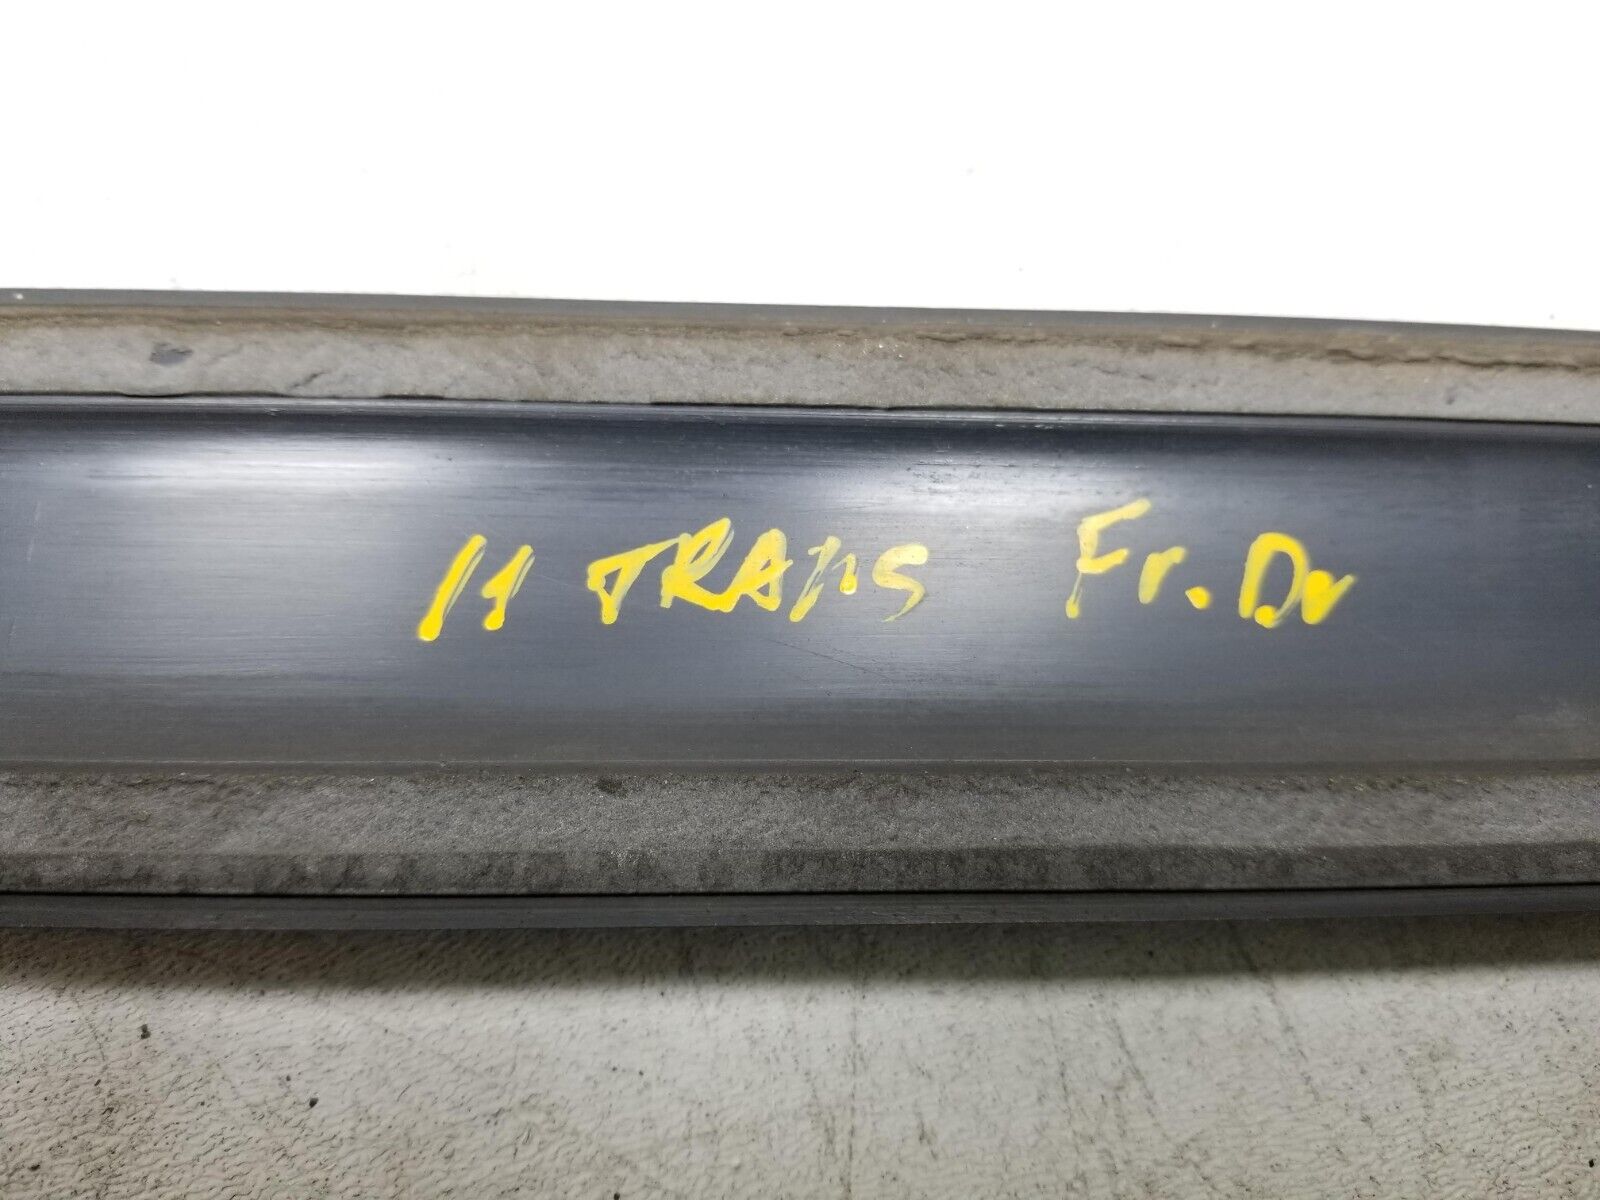 11 TRANS Fr. Dr